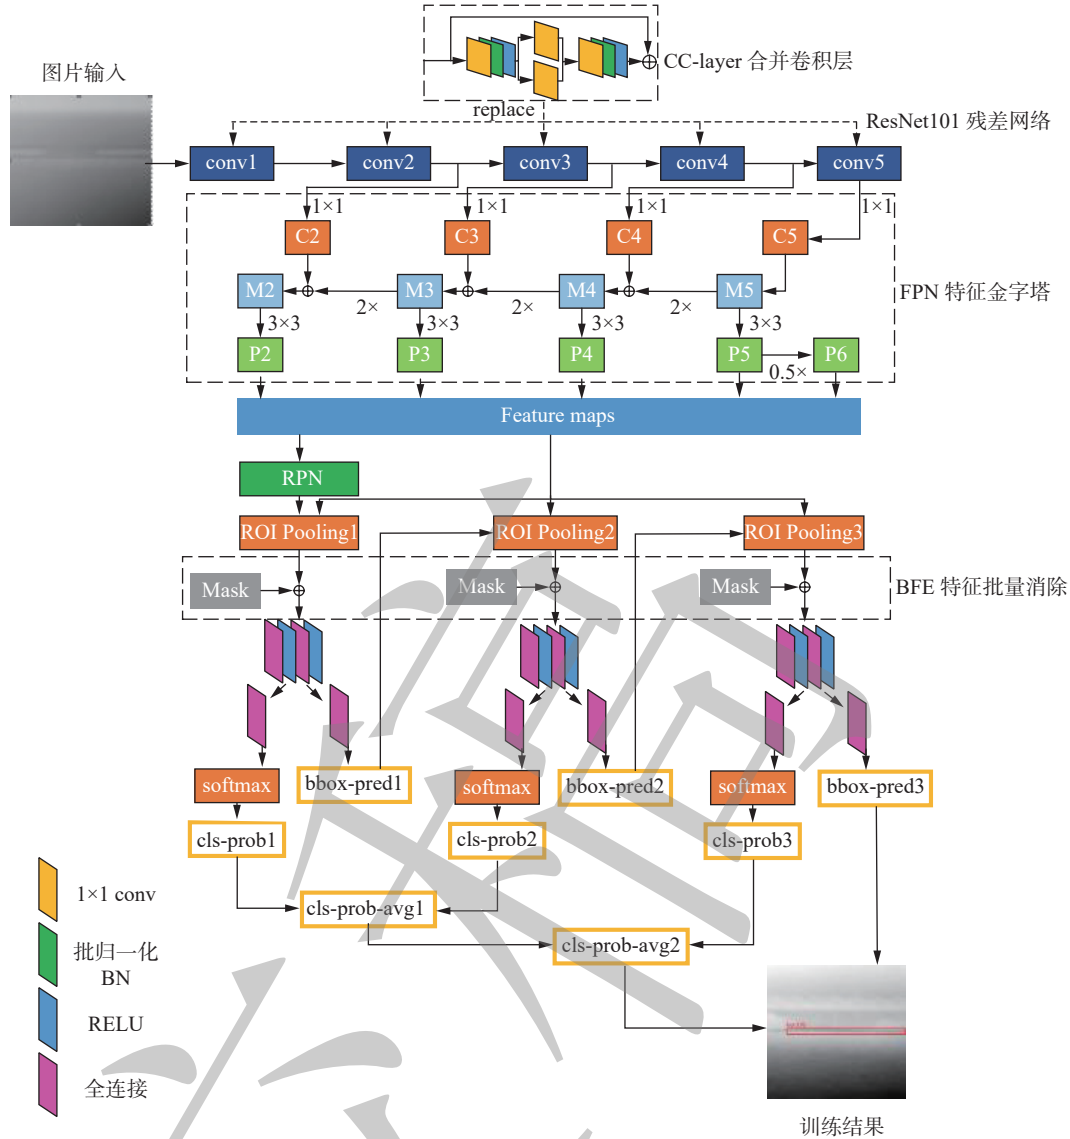 CC-layer 合并卷积层
图片输入
replace
ResNet101 残差网络
conv1
conv2
conv3
conv4
conv5
1×1
1×1
1×1
1×1
C2
C3
C4
C5
M2
M3
M4
M5
FPN 特征金字塔
2×
2×
2×
3×3
3×3
3×3
3×3
P2
P3
P4
P5
P6
0.5×
Feature maps
RPN
ROI Pooling1
ROI Pooling2
ROI Pooling3
Mask
Mask
Mask
BFE 特征批量消除
softmax
bbox-pred1
softmax
bbox-pred2
softmax
bbox-pred3
cls-prob1
cls-prob2
cls-prob3
cls-prob-avg1
cls-prob-avg2
1×1 conv
批归一化
BN
RELU
全连接
训练结果